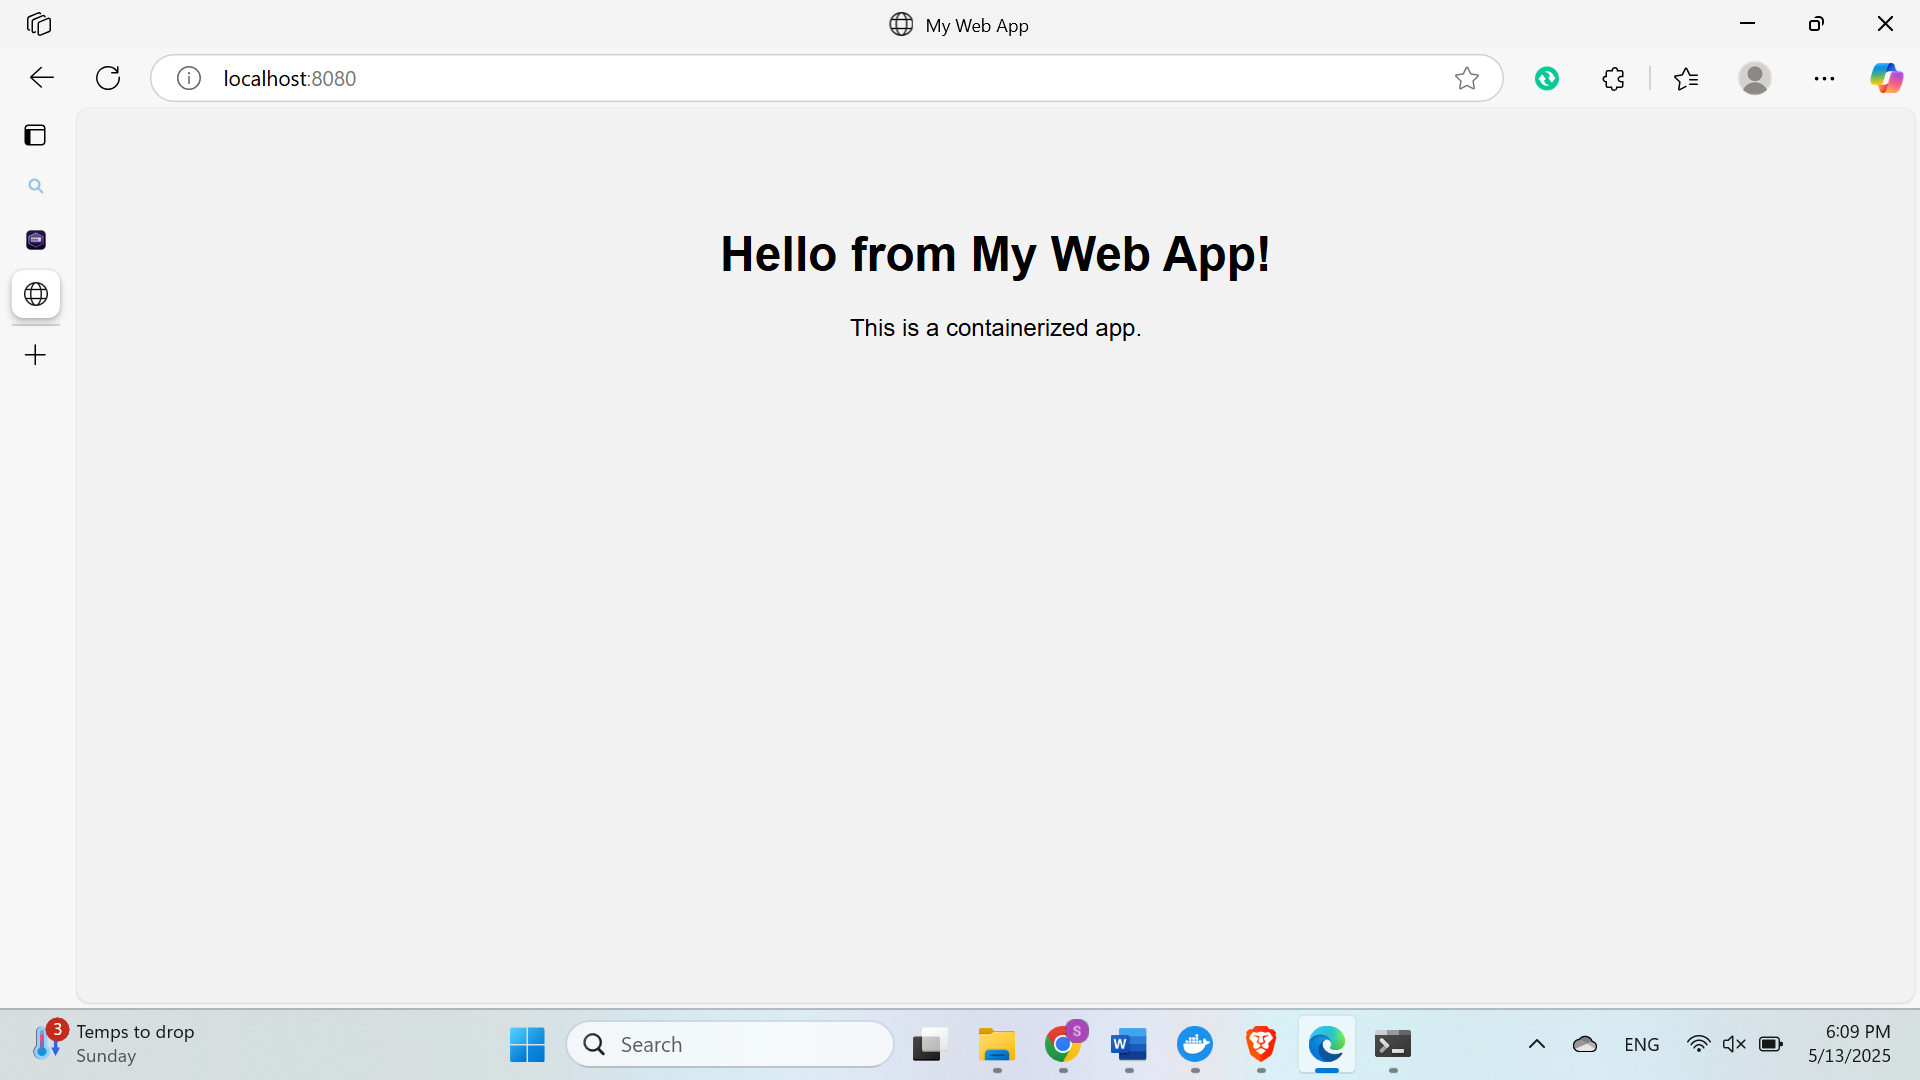 My Web App
localhost:8080
Hello from My Web App!
This is a containerized app.
3
Temps to drop
Sunday
Search
S
W
ENG
6:09 PM
5/13/2025